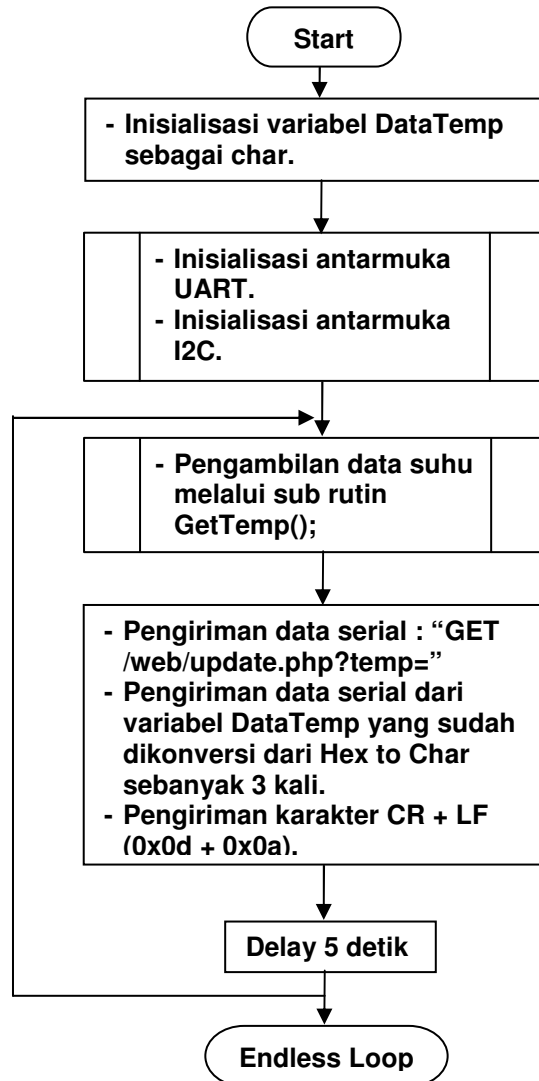 Start
- Inisialisasi variabel DataTemp
sebagai char.
- Inisialisasi antarmuka
UART.
- Inisialisasi antarmuka
I2C.
- Pengambilan data suhu
melalui sub rutin
GetTemp();
- Pengiriman data serial : “GET
/web/update.php?temp=”
- Pengiriman data serial dari
variabel DataTemp yang sudah
dikonversi dari Hex to Char
sebanyak 3 kali.
- Pengiriman karakter CR + LF
(0x0d + 0x0a).
Delay 5 detik
Endless Loop